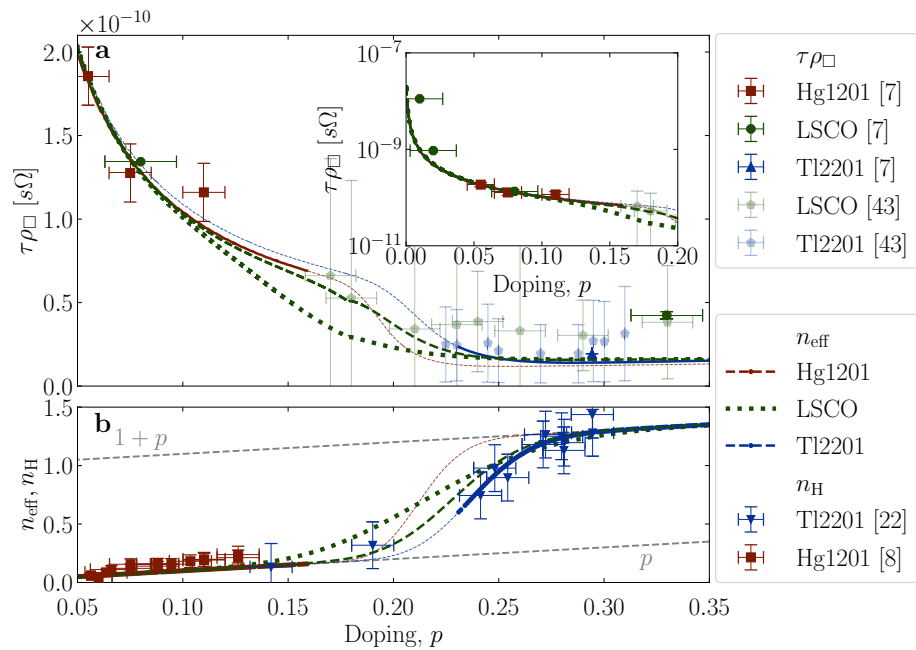 ×10⁻¹⁰
a
2.0
1.5
1.0
0.5
0.0
τρ□ [sΩ]
10⁻⁷
10⁻⁹
10⁻¹¹
τρ□ [sΩ]
0.00 0.05 0.10 0.15 0.20
Doping, p
τρ□
Hg1201 [7]
LSCO [7]
Tl2201 [7]
LSCO [43]
Tl2201 [43]
b
1.5
1.0
0.5
0.0
n_eff, n_H
1 + p
p
0.05 0.10 0.15 0.20 0.25 0.30 0.35
Doping, p
n_eff
Hg1201
LSCO
Tl2201
n_H
Tl2201 [22]
Hg1201 [8]